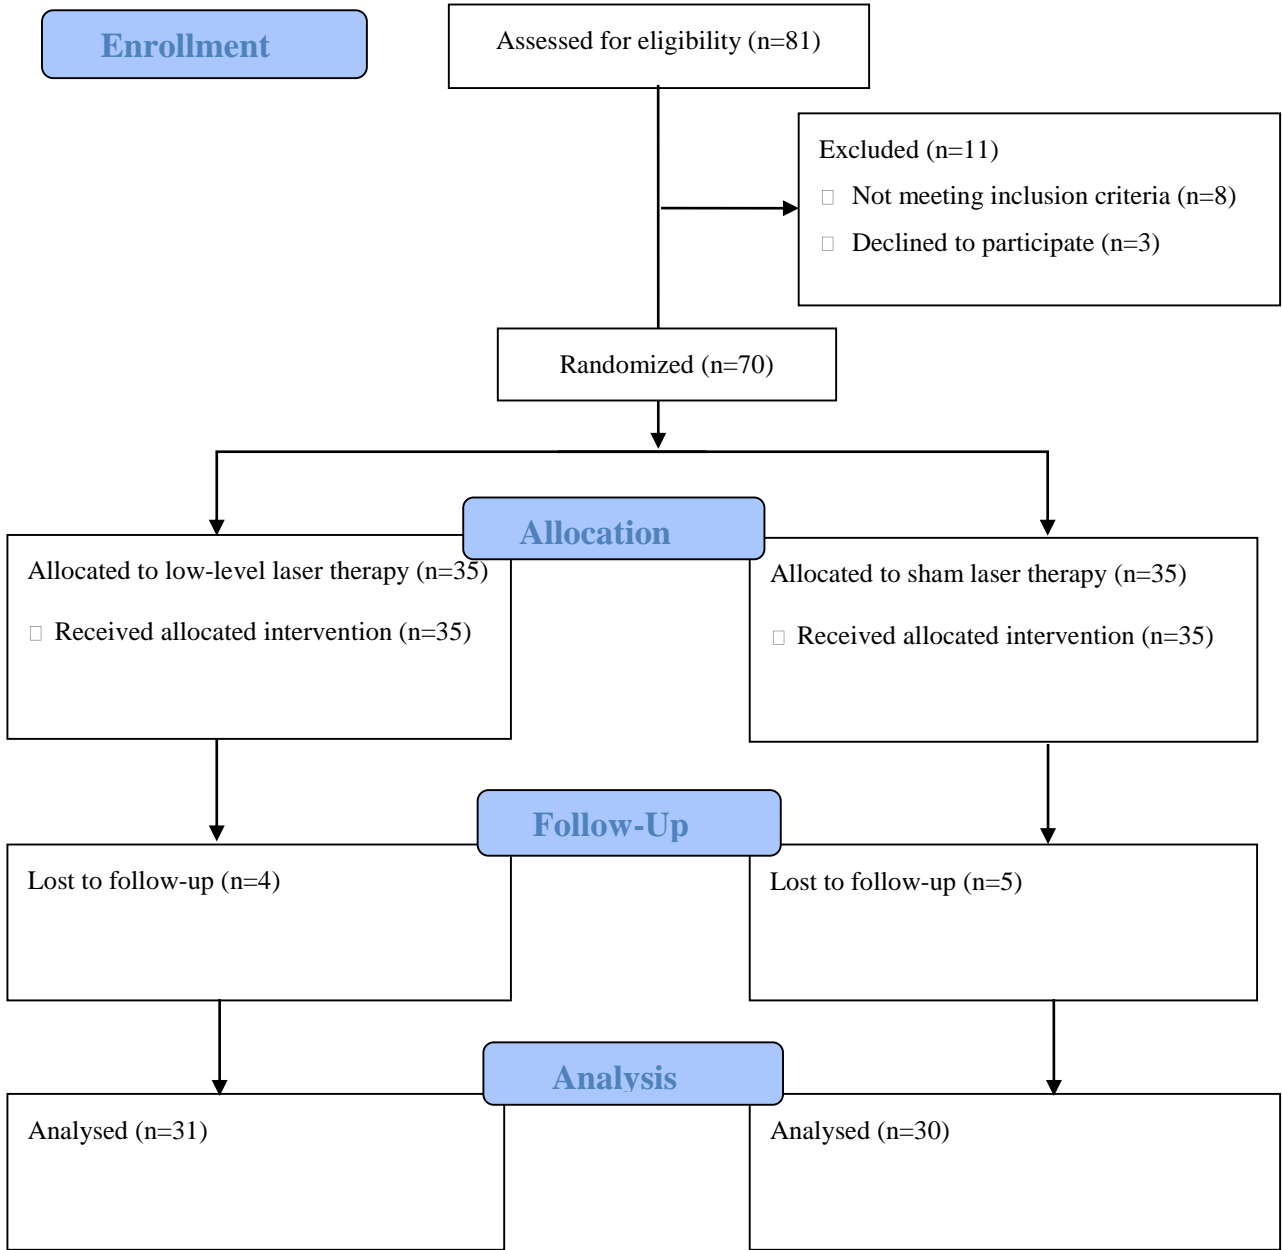 Enrollment
Assessed for eligibility (n=81)
Excluded (n=11)
Not meeting inclusion criteria (n=8)
Declined to participate (n=3)
Randomized (n=70)
Allocation
Allocated to low-level laser therapy (n=35)
Received allocated intervention (n=35)
Allocated to sham laser therapy (n=35)
Received allocated intervention (n=35)
Follow-Up
Lost to follow-up (n=4)
Lost to follow-up (n=5)
Analysis
Analysed (n=31)
Analysed (n=30)